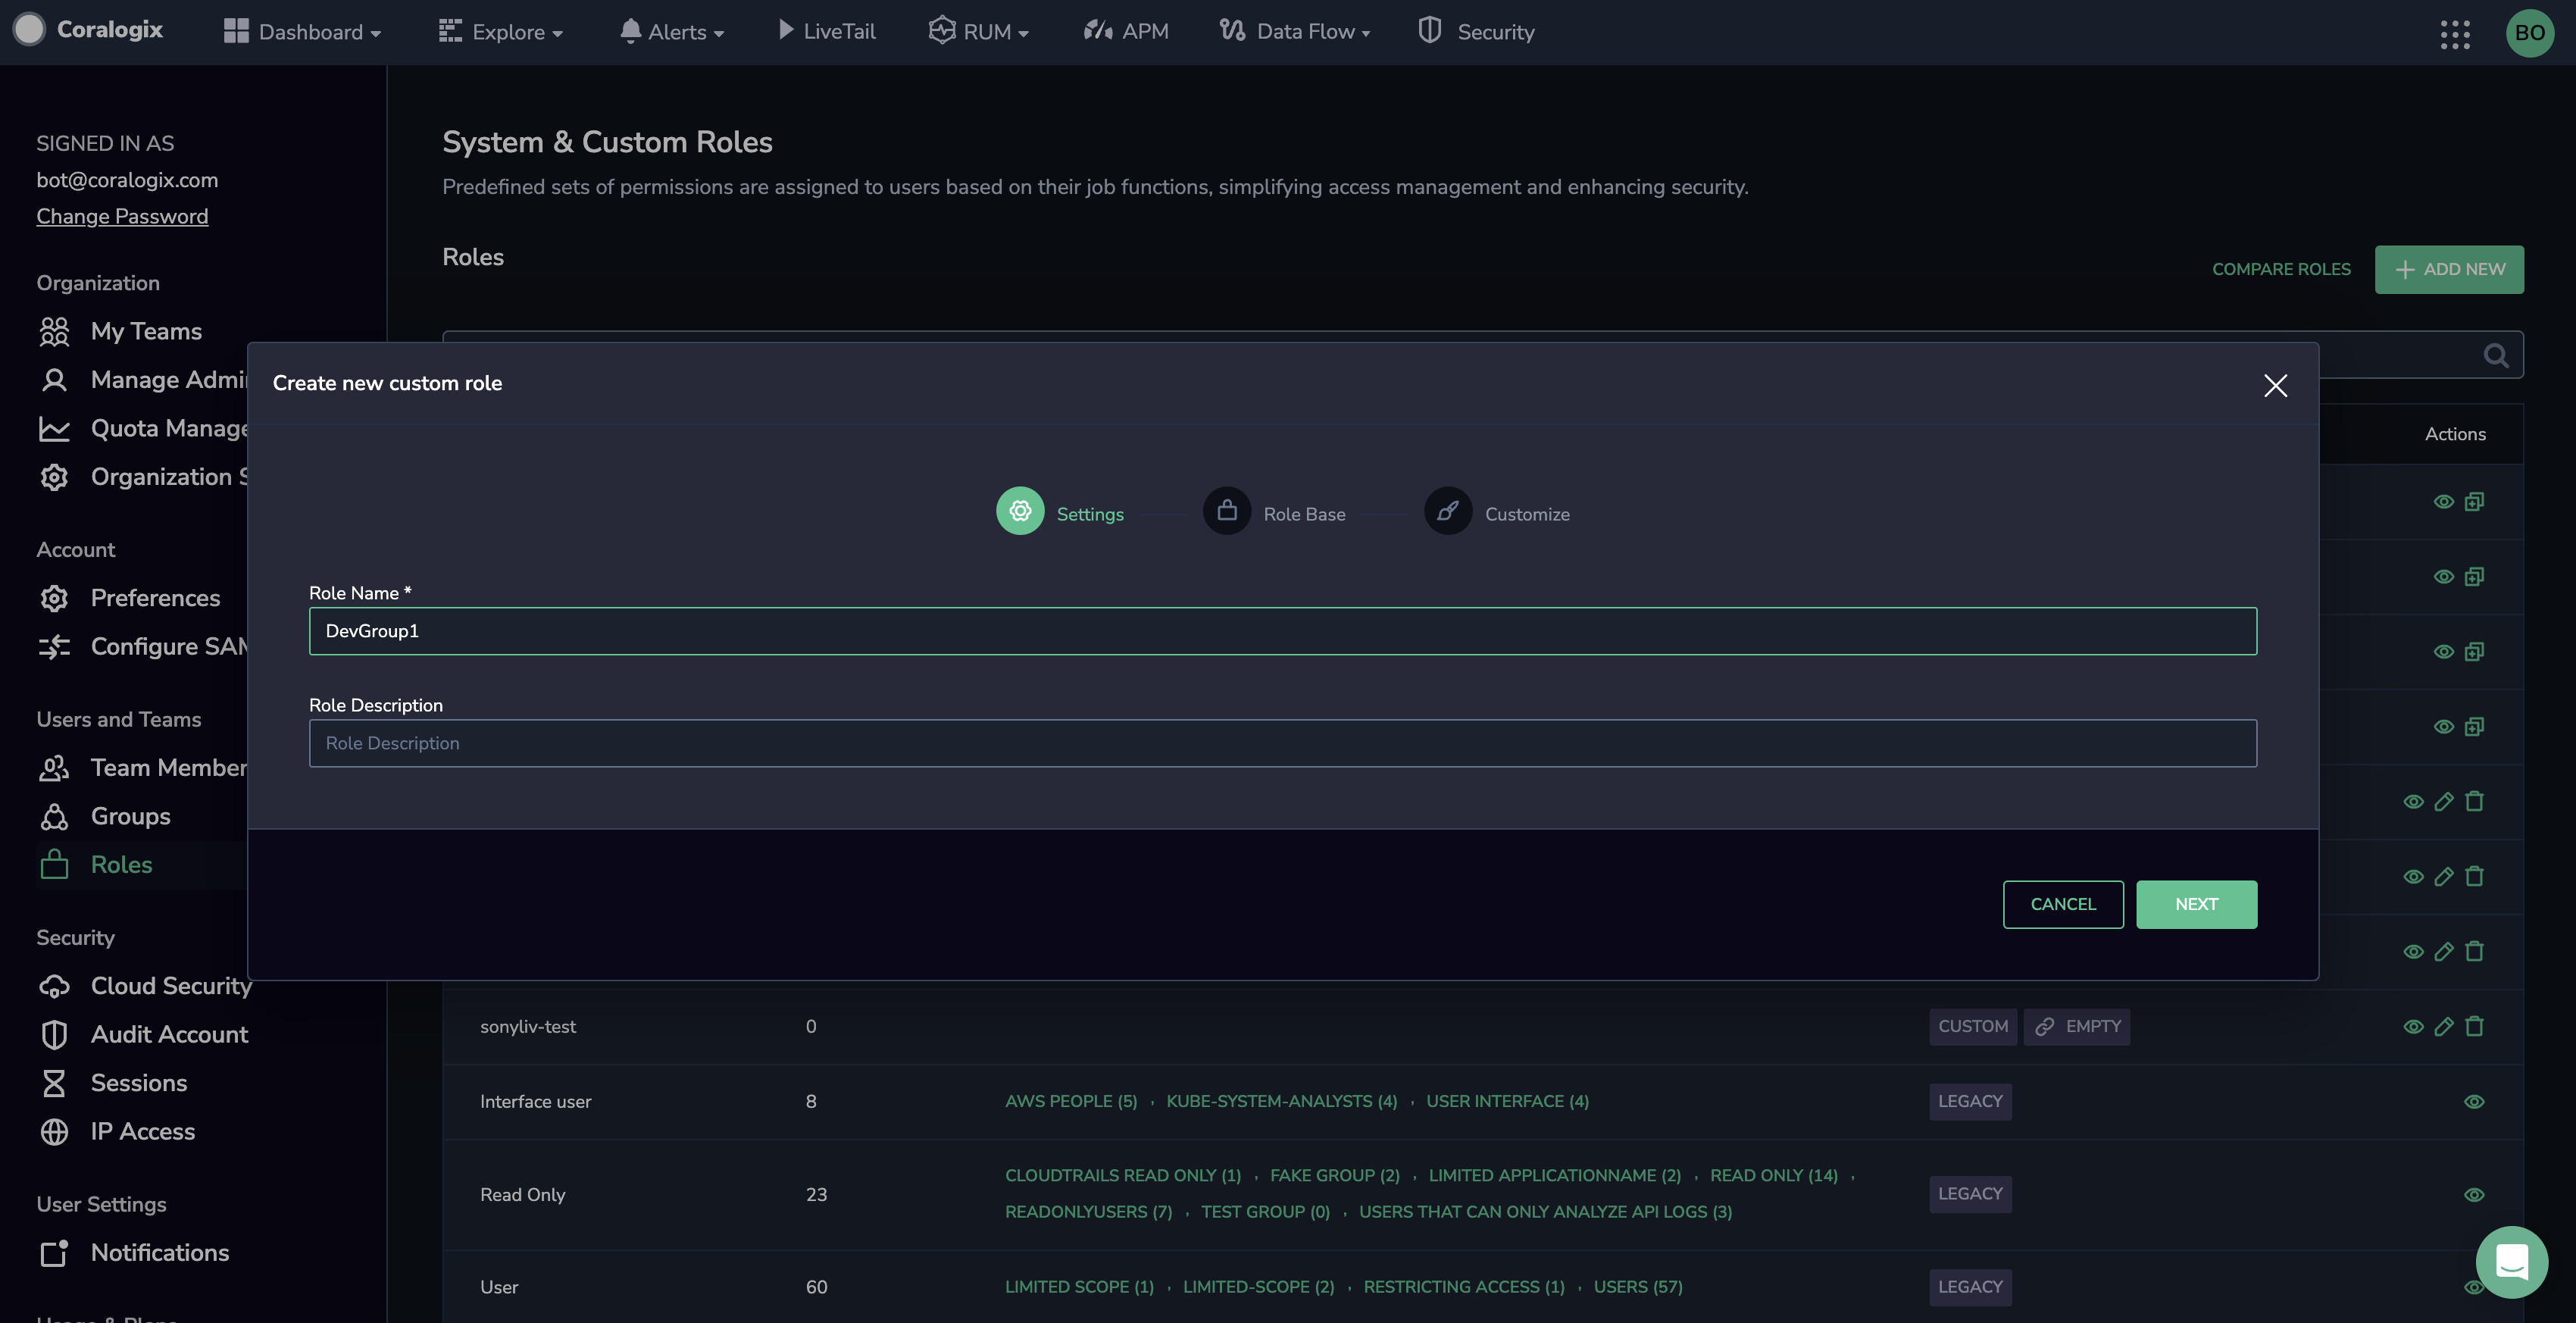 Coralogix
Dashboard
Explore
Alerts
LiveTail
RUM
APM
Data Flow
Security
BO
SIGNED IN AS
bot@coralogix.com
Change Password
Organization
My Teams
Manage
Quota
Organization
Account
Preferences
Configure
Users and Teams
Team
Groups
Roles
Security
Cloud Security
Audit Account
Sessions
IP Access
User Settings
Notifications
System & Custom Roles
Predefined sets of permissions are assigned to users based on their job functions, simplifying access management and enhancing security.
Roles
COMPARE ROLES
ADD NEW
Actions
Create new custom role
Settings
Role Base
Customize
Role Name *
DevGroup1
Role Description
Role Description
CANCEL
NEXT
sonyliv-test 0 CUSTOM EMPTY
Interface user 8 AWS PEOPLE (5) , KUBE-SYSTEM-ANALYSTS (4) , USER INTERFACE (4) LEGACY
CLOUDTRAILS READ ONLY (1) , FAKE GROUP (2) , LIMITED APPLICATIONNAME (2) , READ ONLY (14) ,
Read Only 23 LEGACY
READONLYUSERS (7) , TEST GROUP (0) , USERS THAT CAN ONLY ANALYZE API LOGS (3)
User 60 LIMITED SCOPE (1) , LIMITED-SCOPE (2) , RESTRICTING ACCESS (1) , USERS (57) LEGACY